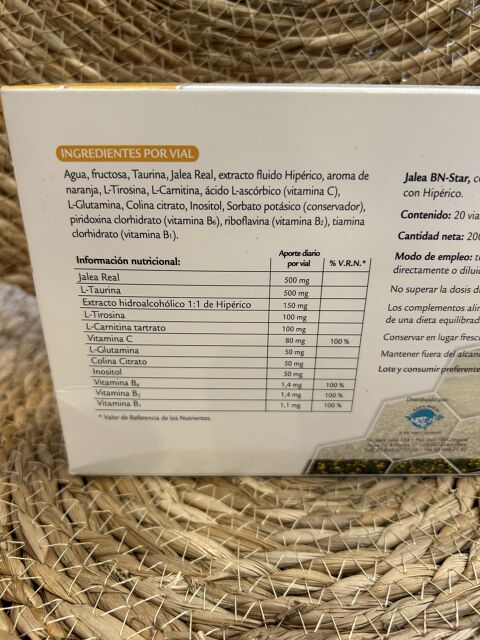 INGREDIENTES POR VIAL
Agua, fructosa, Taurina, Jalea Real, extracto fluido Hipérico, aroma de
naranja, L-Tirosina, L-Carnitina, ácido L-ascórbico (vitamina C),
L-Glutamina, Colina citrato, Inositol, Sorbato potásico (conservador),
piridoxina clorhidrato (vitamina B₆), riboflavina (vitamina B₂), tiamina
clorhidrato (vitamina B₁).
Información nutricional: Aporte diario por vial % V.R.N.*
Jalea Real 500 mg
L-Taurina 500 mg
Extracto hidroalcohólico 1:1 de Hipérico 150 mg
L-Tirosina 100 mg
L-Carnitina tartrato 100 mg
Vitamina C 80 mg 100 %
L-Glutamina 50 mg
Colina Citrato 50 mg
Inositol 50 mg
Vitamina B₆ 1,4 mg 100 %
Vitamina B₂ 1,4 mg 100 %
Vitamina B₁ 1,1 mg 100 %
* Valor de Referencia de los Nutrientes.
Jalea BN-Star, c
con Hipérico.
Contenido: 20 via
Cantidad neta: 20
Modo de empleo: t
directamente o diluid
No superar la dosis d
Los complementos alin
de una dieta equilibrad
Conservar en lugar fresc
Mantener fuera del alcan
Lote y consumir preferente
Distribuido por: